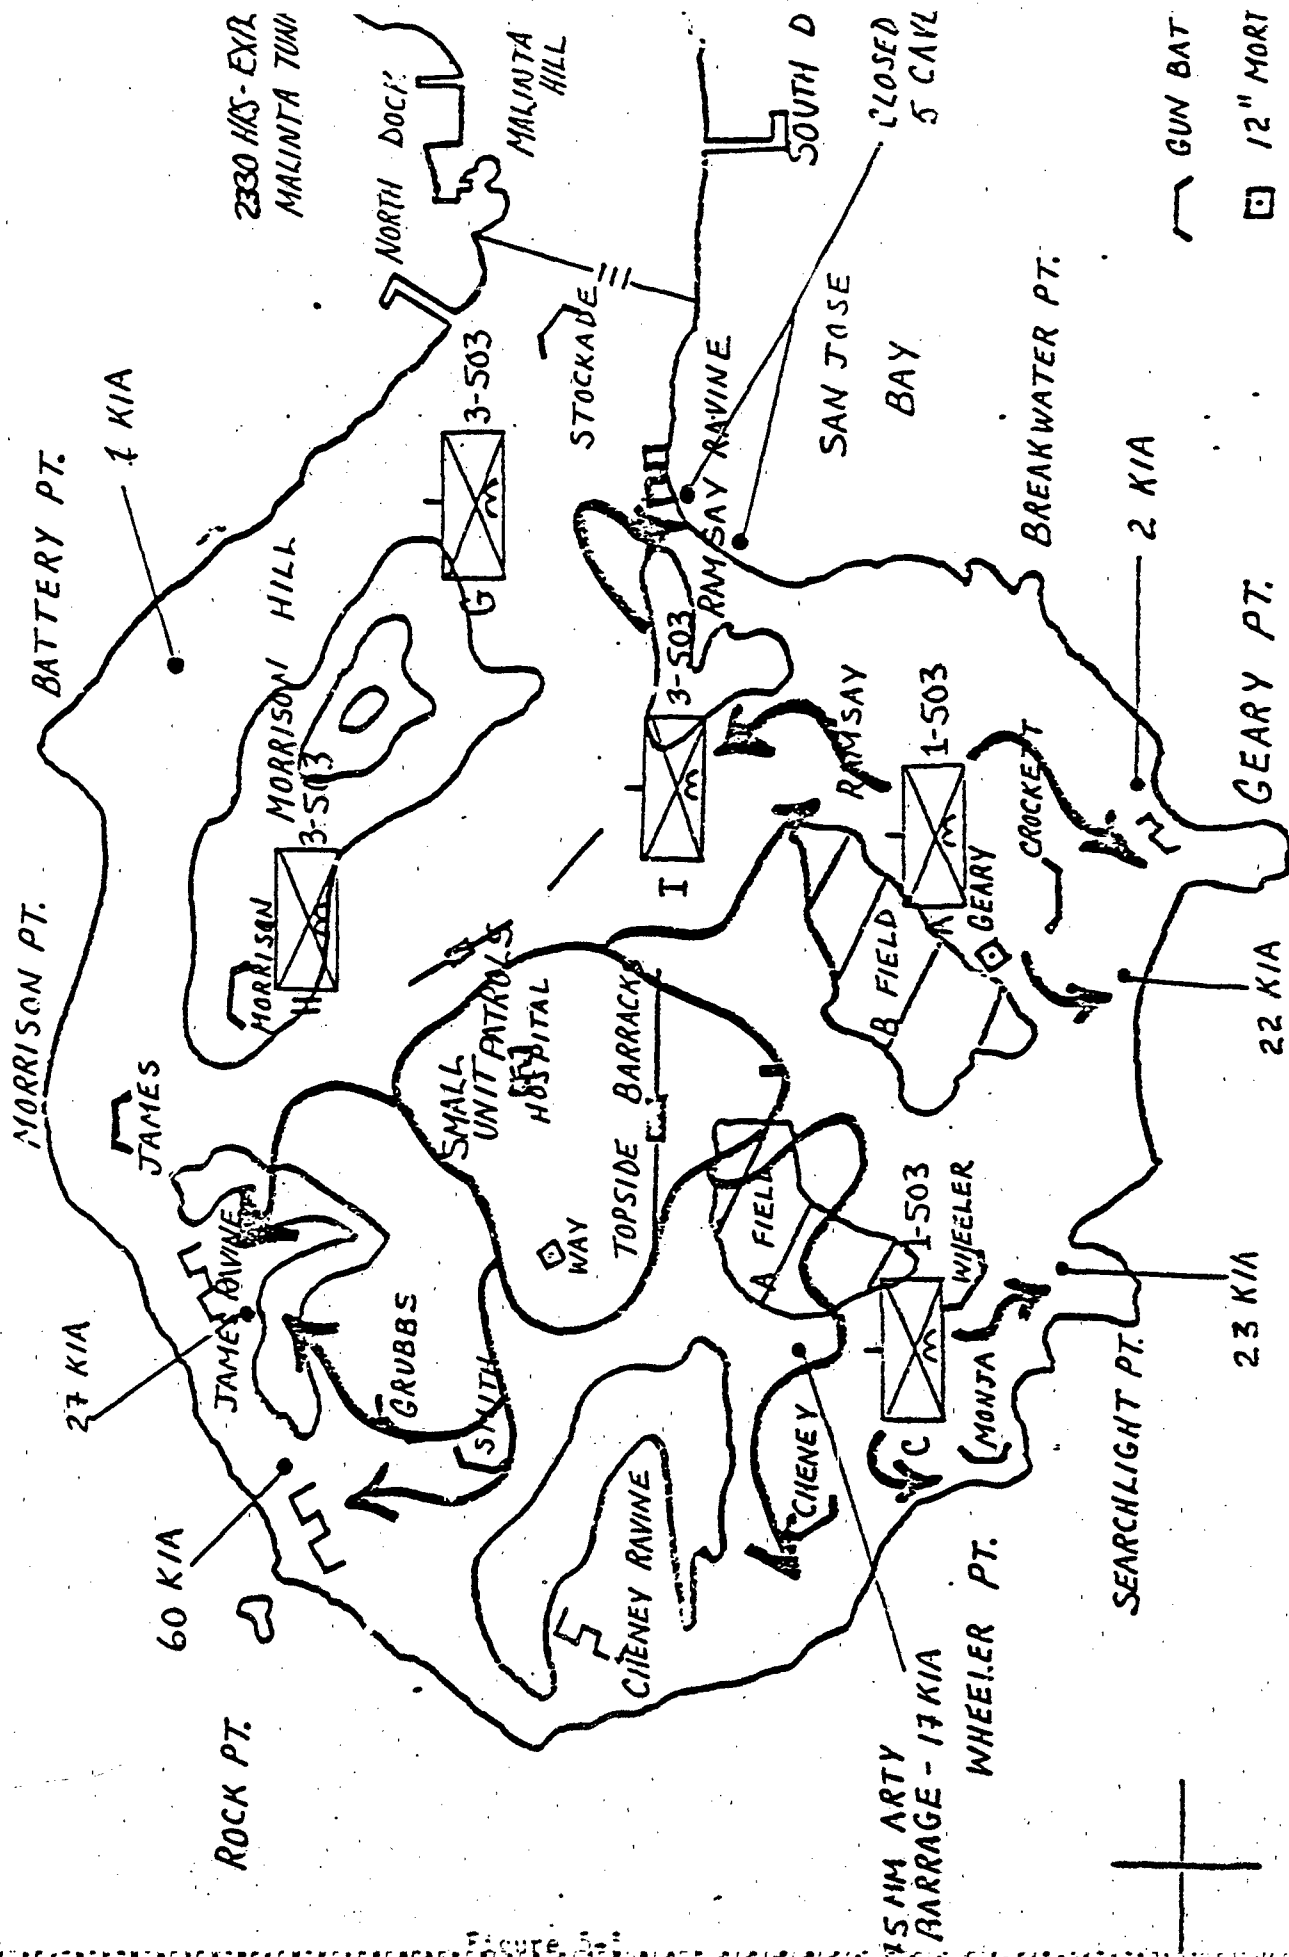 2330 HRS-
MALINTA
NORTH DOCK
MALINTA
HILL
BATTERY PT.
1 KIA
MORRISON PT.
MORRISON HILL
3-503
G
STOCKADE
3-503
H
MORRISON
JAMES
27 KIA
JAMES RAVINE
60 KIA
ROCK PT.
GRUBBS
SMITH
SMALL
UNIT PATROLS
HOSPITAL
WAY
TOPSIDE BARRACKS
3-503
I
RAMSAY RAVINE
SOUTH D
CLOSED
5 CAVES
SAN JOSE
BAY
BREAKWATER PT.
RAMSAY
1-503
A
CROCKETT
GEARY
B FIELD
A FIELD
2 KIA
GEARY PT.
22 KIA
1-503
C
WHEELER
MONJA
CHENEY
CHENEY RAVINE
23 KIA
SEARCHLIGHT PT.
WHEELER PT.
75 MM ARTY
BARRAGE - 17 KIA
GUN BAT
12" MORT
Figure